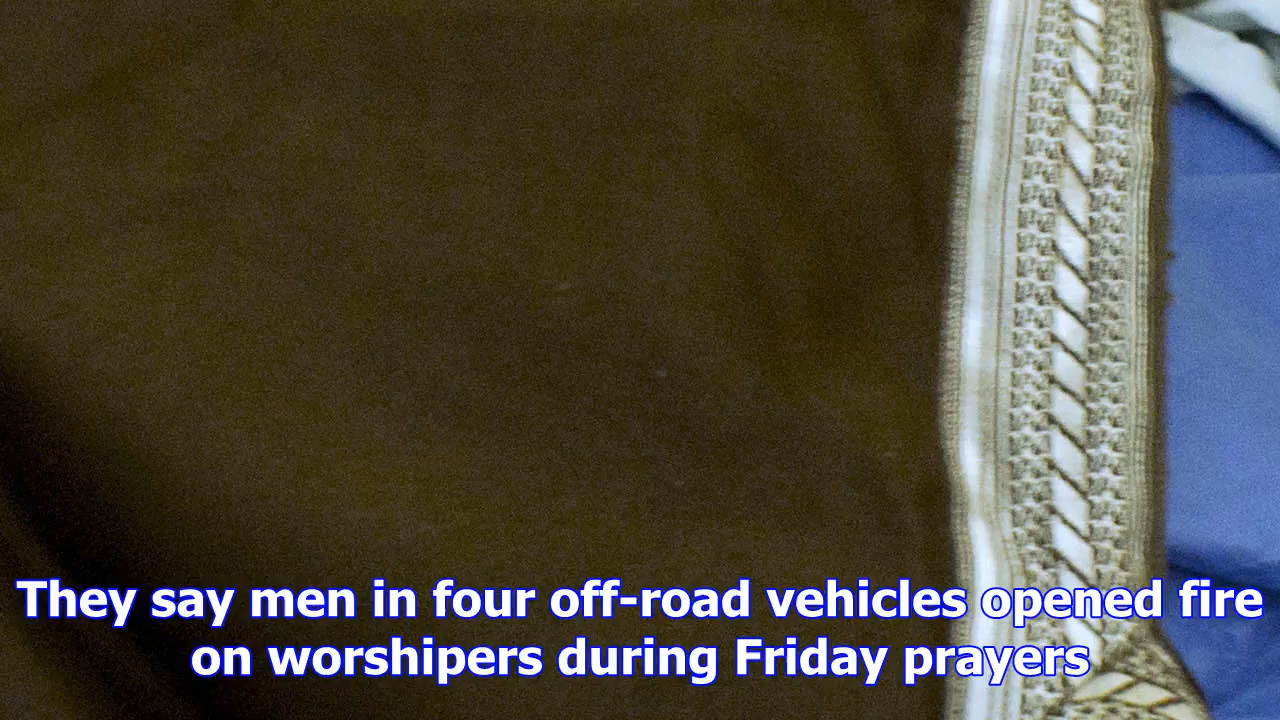 They say men in four off-road vehicles opened fire
on worshipers during Friday prayers